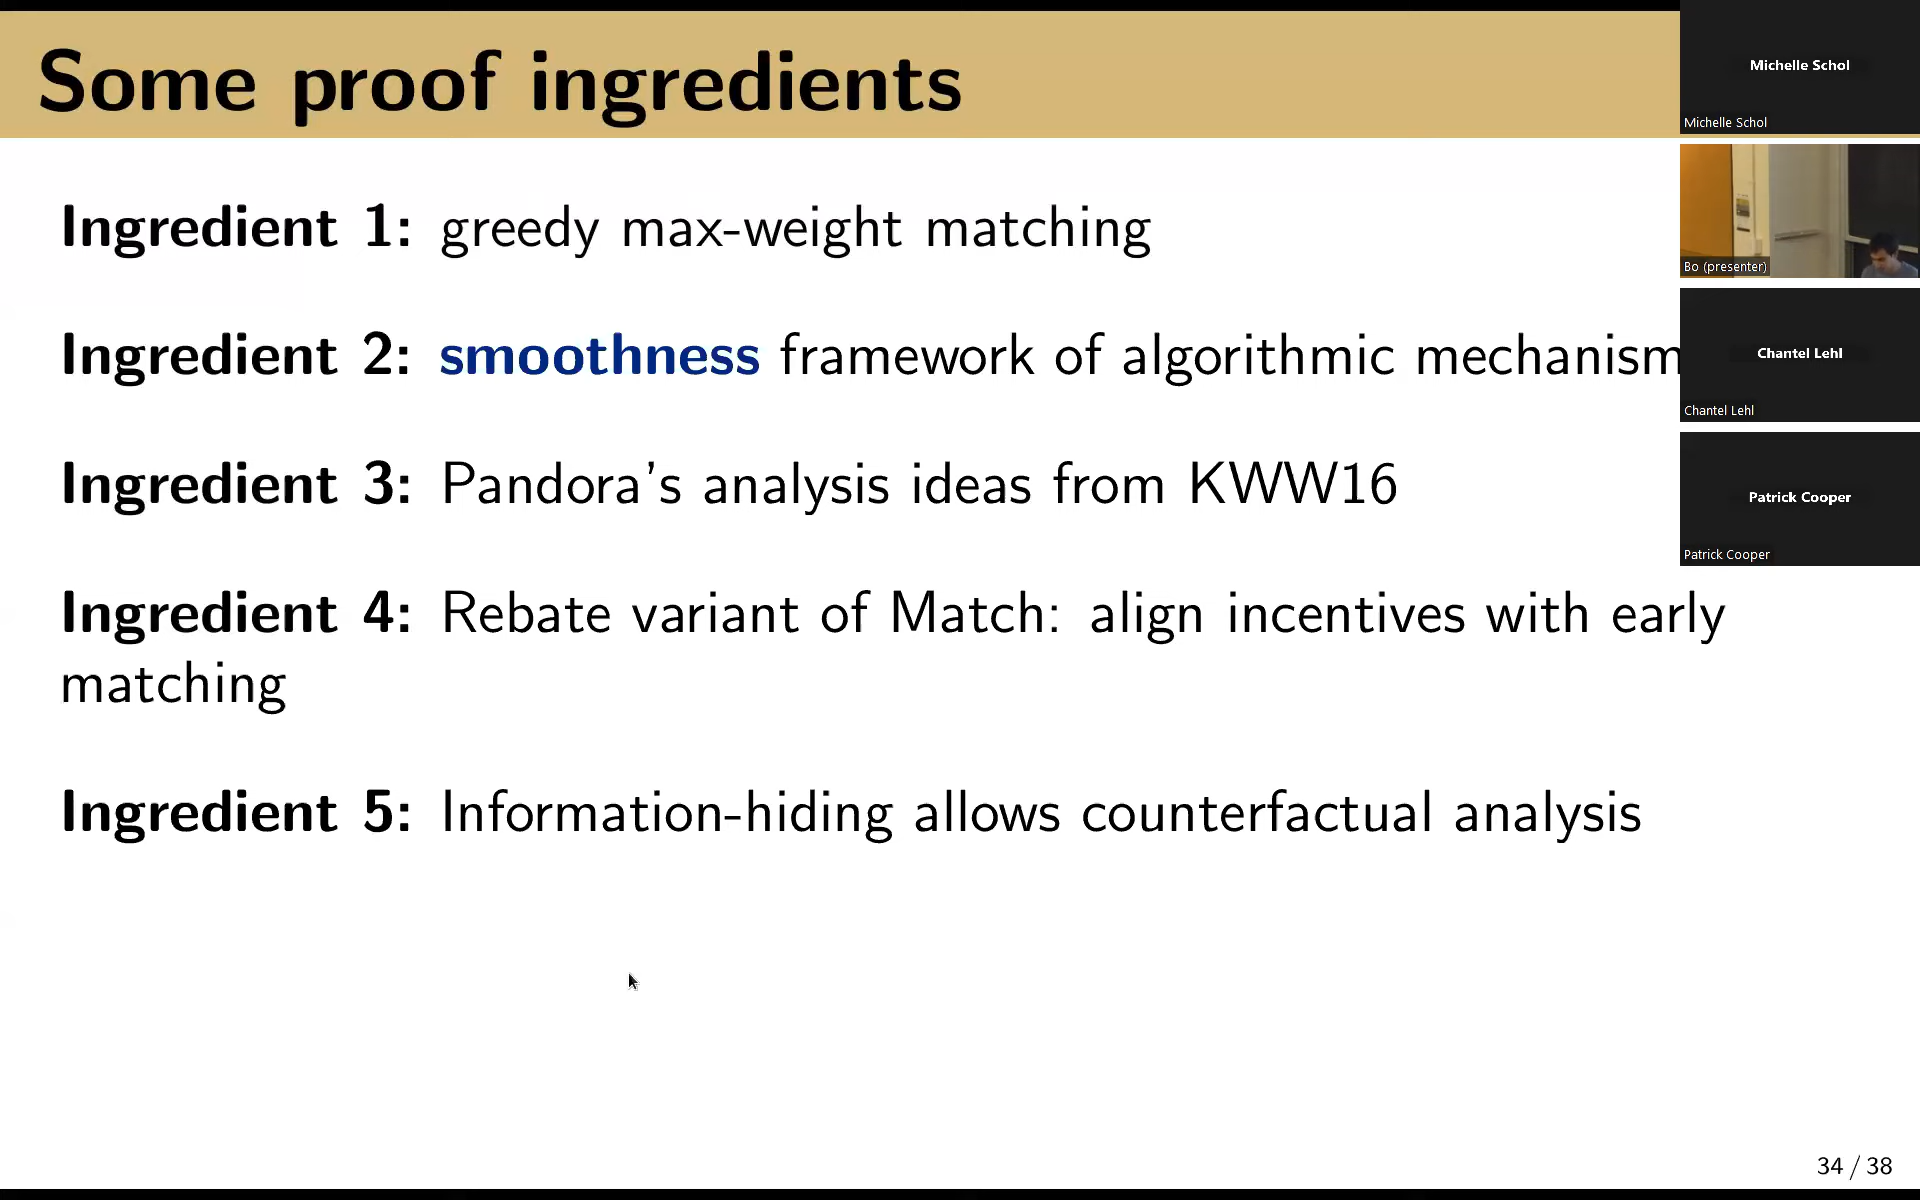 Some proof ingredients
Ingredient 1: greedy max-weight matching
Ingredient 2: smoothness framework of algorithmic mechanism
Ingredient 3: Pandora's analysis ideas from KWW16
Ingredient 4: Rebate variant of Match: align incentives with early
matching
Ingredient 5: Information-hiding allows counterfactual analysis
34 / 38
Michelle Schol
Michelle Schol
Bo (presenter)
Chantel Lehl
Chantel Lehl
Patrick Cooper
Patrick Cooper